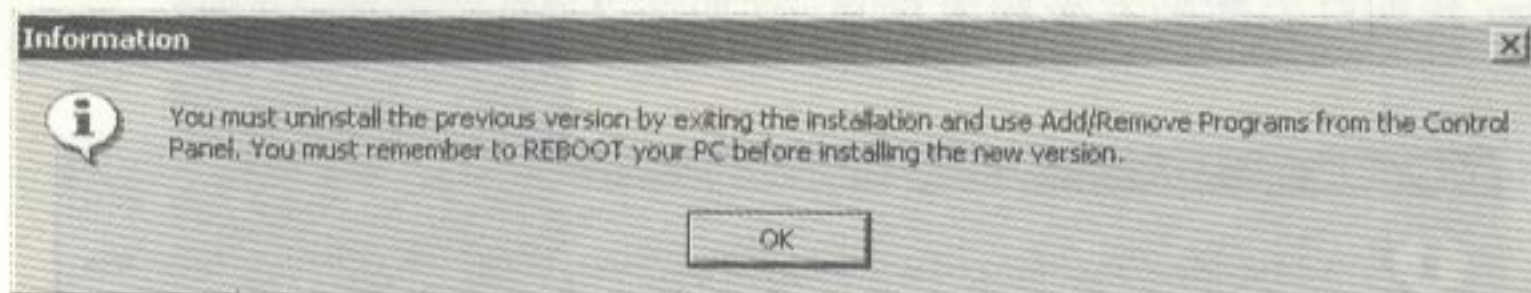 Information
You must uninstall the previous version by exiting the installation and use Add/Remove Programs from the Control
Panel. You must remember to REBOOT your PC before installing the new version.
OK